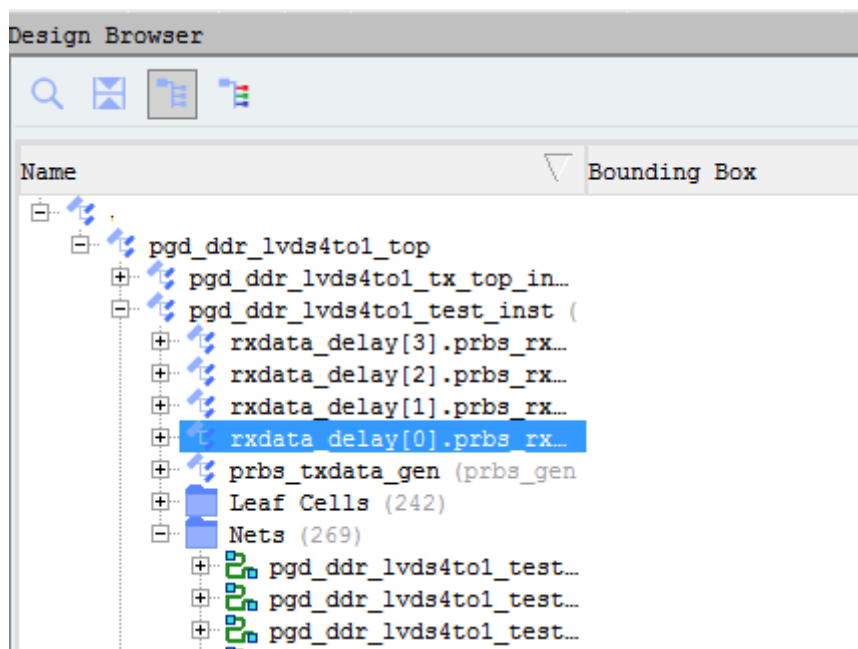 Design Browser
Name Bounding Box
.
pgd_ddr_lvds4to1_top
pgd_ddr_lvds4to1_tx_top_in…
pgd_ddr_lvds4to1_test_inst (
rxdata_delay[3].prbs_rx…
rxdata_delay[2].prbs_rx…
rxdata_delay[1].prbs_rx…
rxdata_delay[0].prbs_rx…
prbs_txdata_gen (prbs_gen
Leaf Cells (242)
Nets (269)
pgd_ddr_lvds4to1_test…
pgd_ddr_lvds4to1_test…
pgd_ddr_lvds4to1_test…